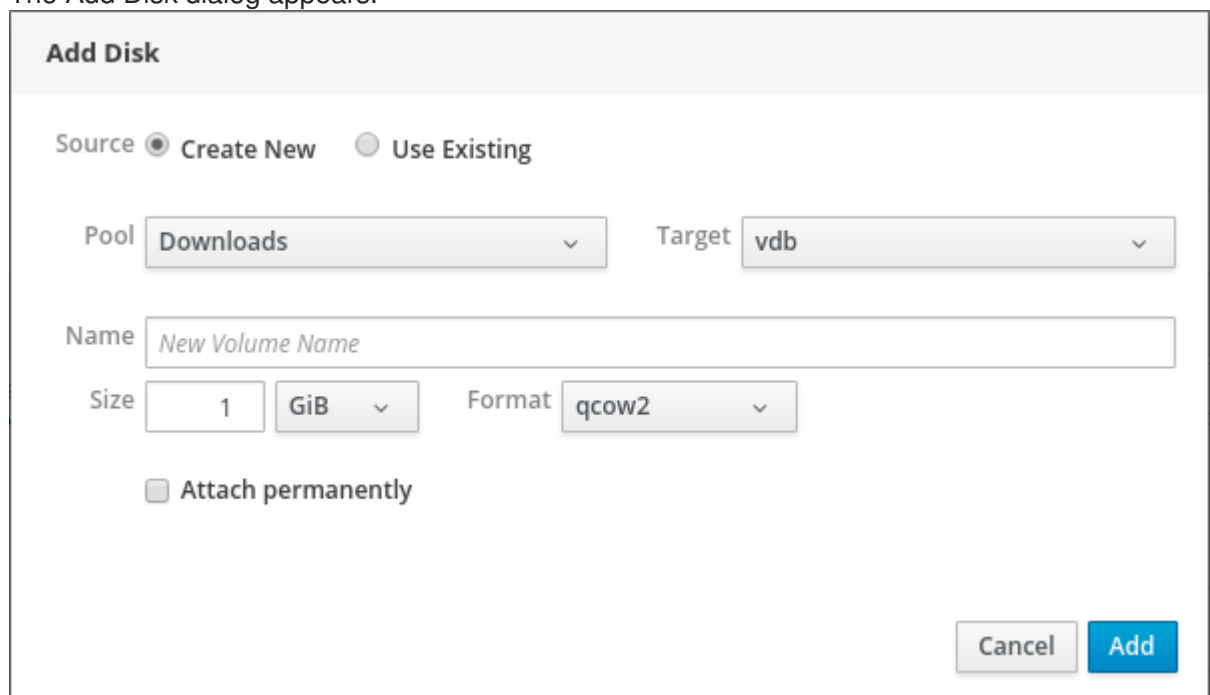 The Add Disk dialog appears.
Add Disk
Source Create New Use Existing
Pool Downloads Target vdb
Name New Volume Name
Size 1 GiB Format qcow2
Attach permanently
Cancel Add